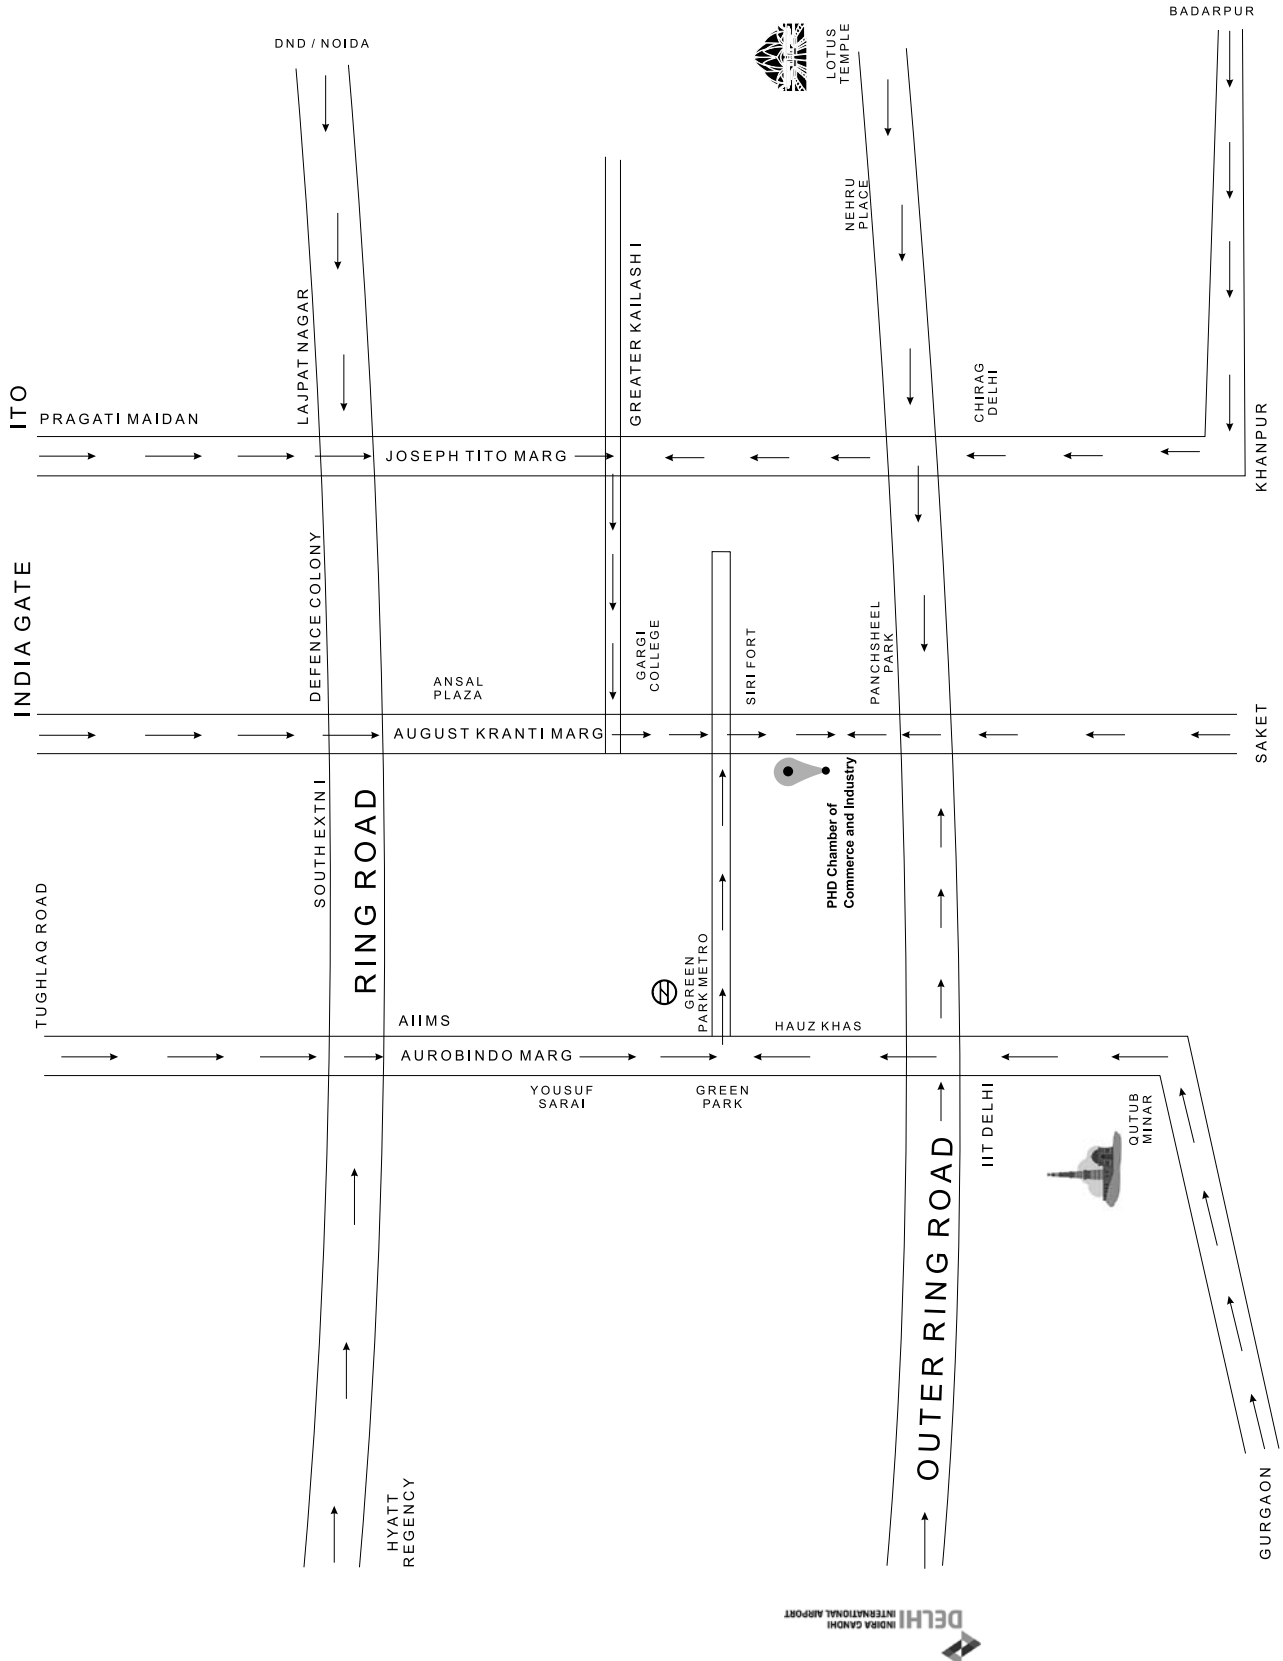 BADARPUR
DND / NOIDA
LOTUS
TEMPLE
NEHRU
PLACE
LAJPAT NAGAR
GREATER KAILASH I
CHIRAG
DELHI
ITO
PRAGATI MAIDAN
JOSEPH TITO MARG
KHANPUR
INDIA GATE
DEFENCE COLONY
ANSAL
PLAZA
GARGI
COLLEGE
SIRI FORT
PANCHSHEEL
PARK
AUGUST KRANTI MARG
SAKET
SOUTH EXTN I
RING ROAD
PHD Chamber of
Commerce and Industry
TUGHLAQ ROAD
GREEN
PARK METRO
AIIMS
HAUZ KHAS
AUROBINDO MARG
YOUSUF
SARAI
GREEN
PARK
IIT DELHI
QUTUB
MINAR
OUTER RING ROAD
HYATT
REGENCY
GURGAON
DELHI
INDIRA GANDHI
INTERNATIONAL AIRPORT